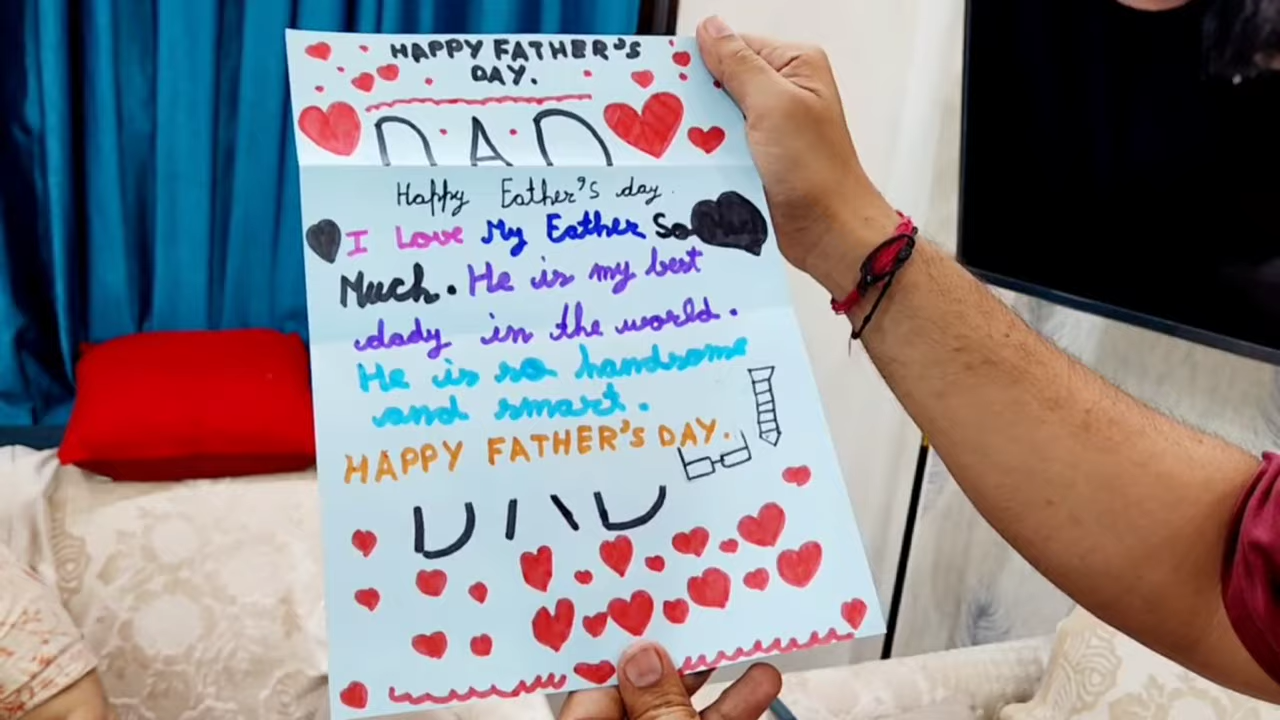 HAPPY FATHER'S
DAY.
DAD
Happy Father's day.
I Love My Father So
Much. He is my best
dady in the world.
He is so handsome
and smart.
HAPPY FATHER'S DAY.
DAD